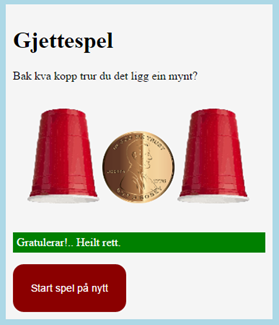 Gjettespel
Bak kva kopp trur du det ligg ein mynt?
Gratulerar!.. Heilt rett.
Start spel på nytt